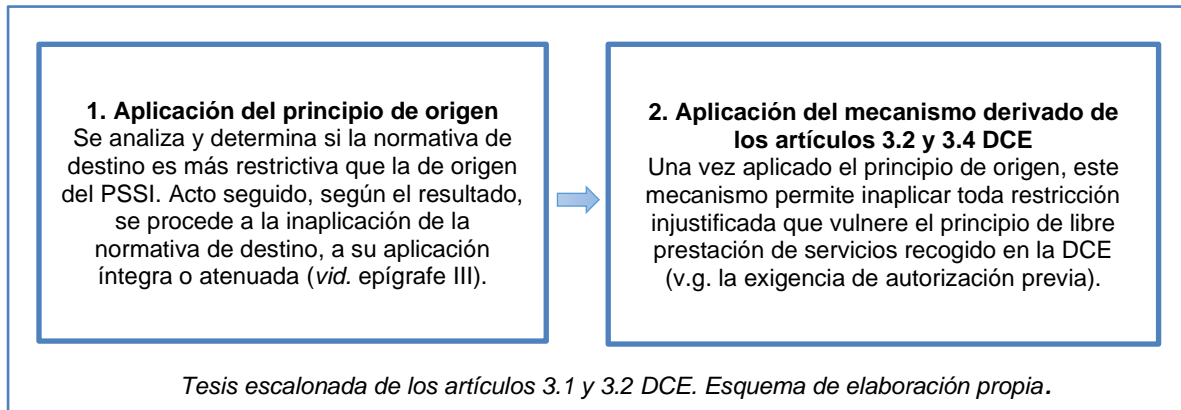 1. Aplicación del principio de origen
Se analiza y determina si la normativa de
destino es más restrictiva que la de origen
del PSSI. Acto seguido, según el resultado,
se procede a la inaplicación de la
normativa de destino, a su aplicación
íntegra o atenuada (vid. epígrafe III).
2. Aplicación del mecanismo derivado de
los artículos 3.2 y 3.4 DCE
Una vez aplicado el principio de origen, este
mecanismo permite inaplicar toda restricción
injustificada que vulnere el principio de libre
prestación de servicios recogido en la DCE
(v.g. la exigencia de autorización previa).
Tesis escalonada de los artículos 3.1 y 3.2 DCE. Esquema de elaboración propia.